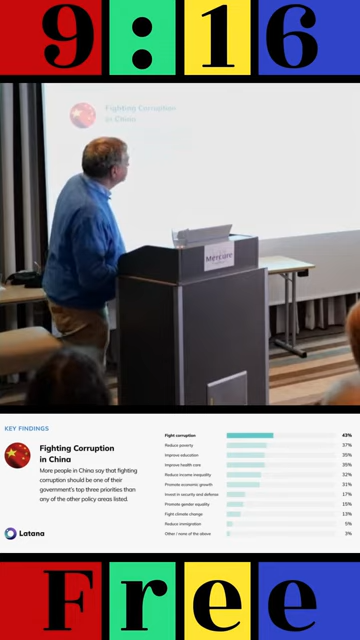 9:16
Fighting Corruption
in China
Mercure
KEY FINDINGS
Fighting Corruption
in China
More people in China say that fighting
corruption should be one of their
government's top three priorities than
any of the other policy areas listed.
Latana
Fight corruption 43%
Reduce poverty 37%
Improve education 35%
Improve health care 35%
Reduce income inequality 32%
Promote economic growth 31%
Invest in security and defense 17%
Promote gender equality 15%
Fight climate change 13%
Reduce immigration 5%
Other / none of the above 3%
Free